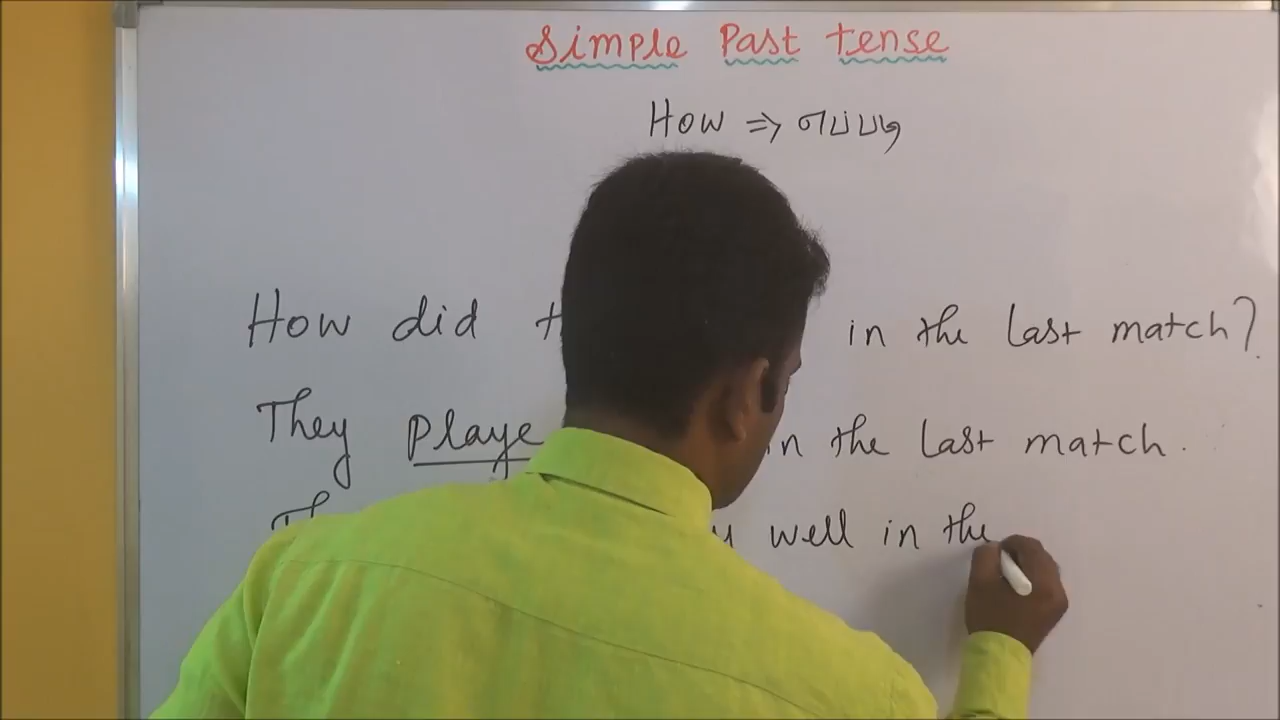 Simple Past tense
How ⇒ எப்படி
How did in the last match?
They in the last match.
well in the